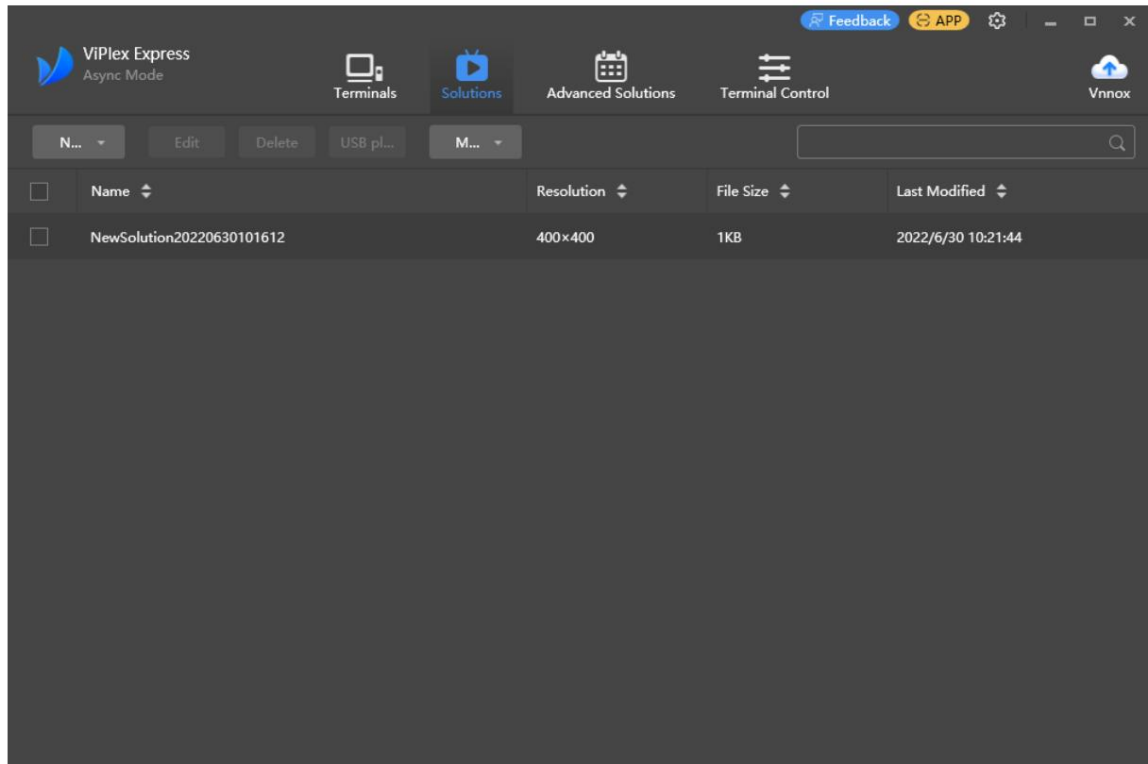 Feedback APP
ViPlex Express
Async Mode
Terminals Solutions Advanced Solutions Terminal Control Vnnox
N... Edit Delete USB pl... M...
Name Resolution File Size Last Modified
NewSolution20220630101612 400×400 1KB 2022/6/30 10:21:44